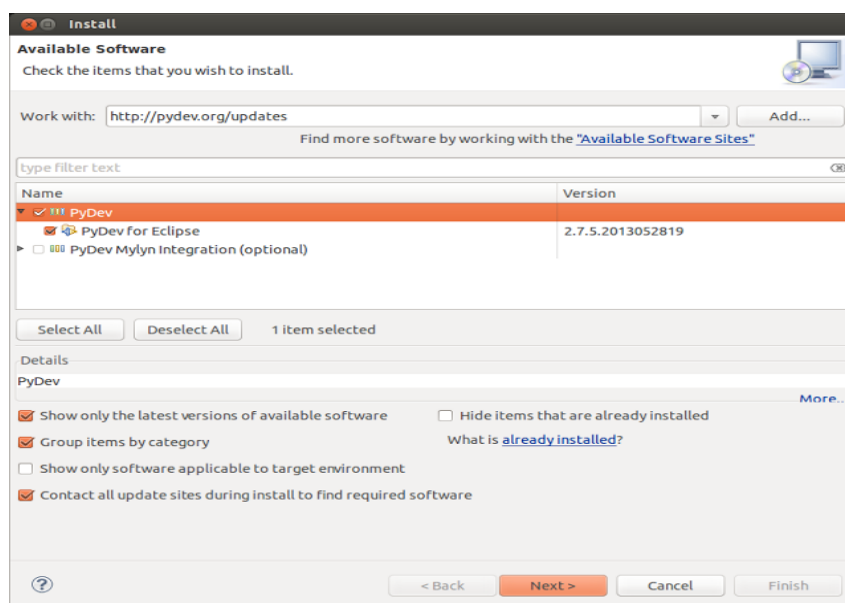 Install
Available Software
Check the items that you wish to install.
Work with: http://pydev.org/updates Add...
Find more software by working with the "Available Software Sites"
type filter text
Name Version
PyDev
PyDev for Eclipse 2.7.5.2013052819
PyDev Mylyn Integration (optional)
Select All Deselect All 1 item selected
Details
PyDev
More..
Show only the latest versions of available software Hide items that are already installed
Group items by category What is already installed?
Show only software applicable to target environment
Contact all update sites during install to find required software
? < Back Next > Cancel Finish